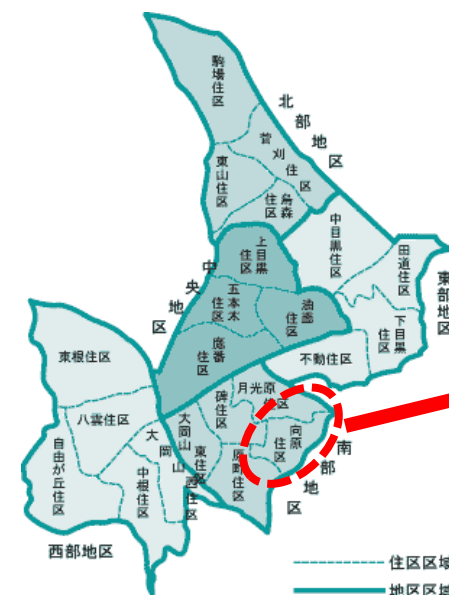 駒場住区
北部地区
菅刈住区
東山住区
烏森住区
中目黒住区
田道住区
東部地区
下目黒住区
上目黒住区
中央地区
五本木住区
油面住区
鷹番住区
不動住区
東根住区
月光原住区
碑住区
八雲住区
大岡山東住区
向原住区
自由が丘住区
中根住区
大岡山西住区
原町住区
南部地区
西部地区
住区区域
地区区域